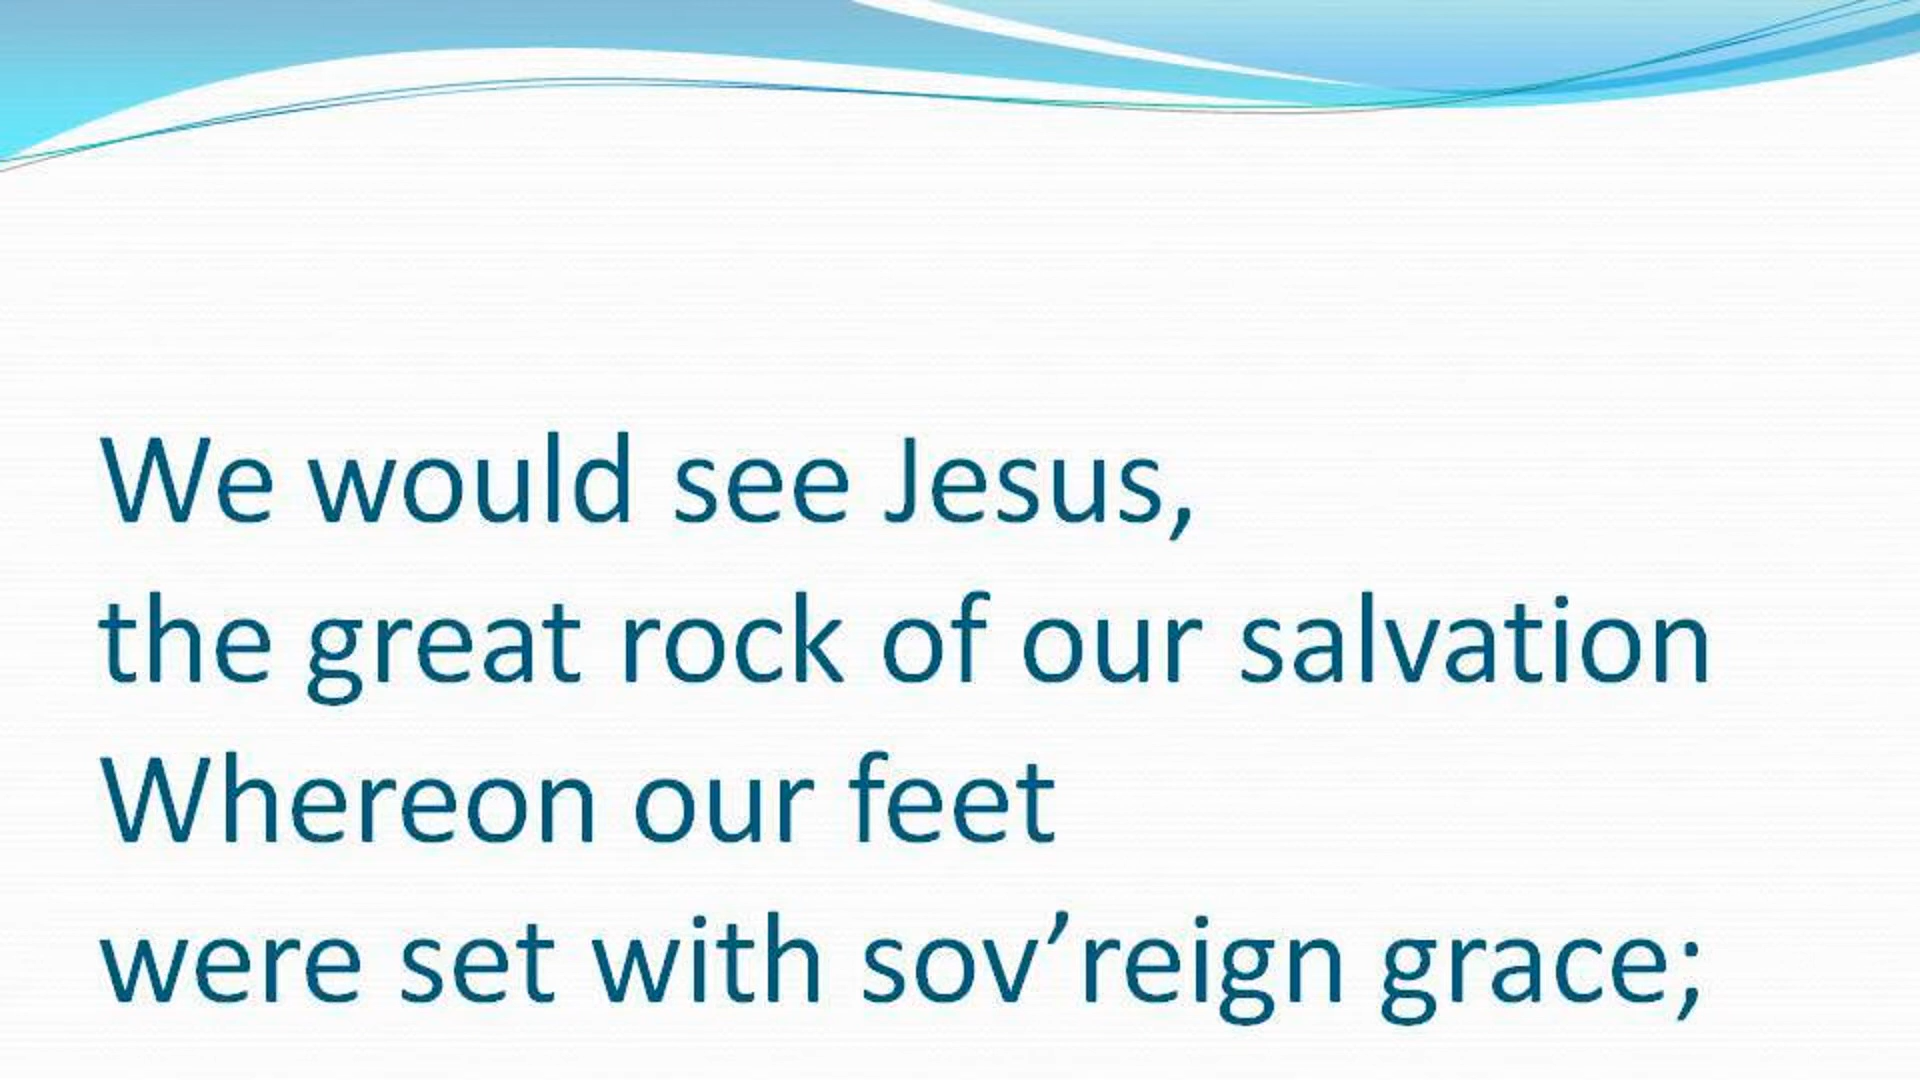 We would see Jesus,
the great rock of our salvation
Whereon our feet
were set with sov’reign grace;